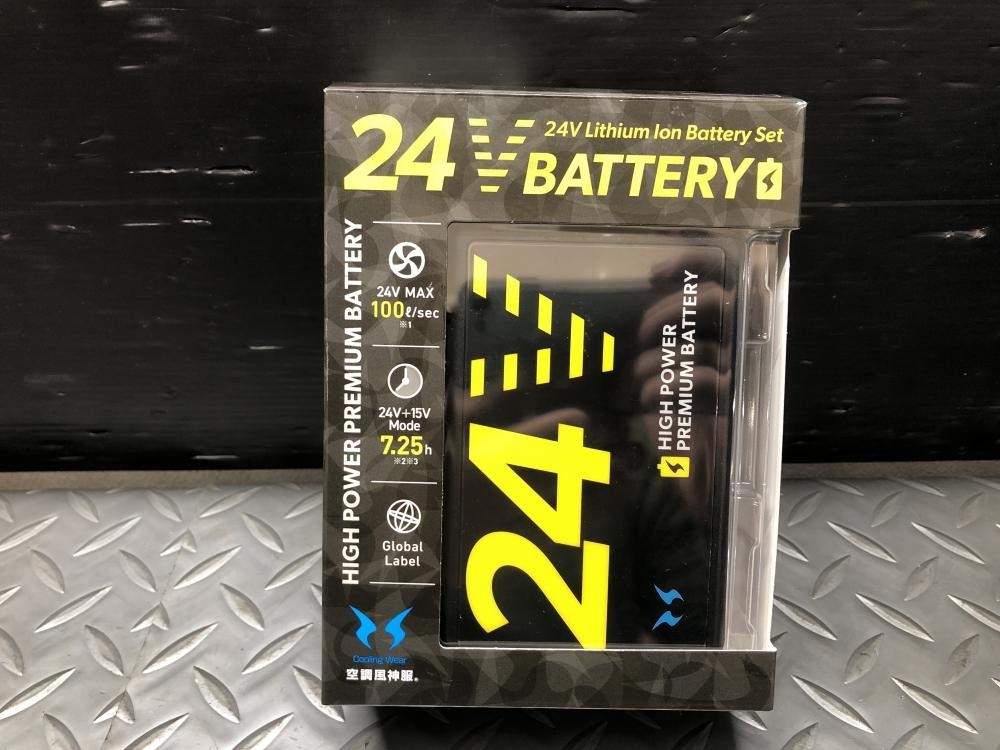 24V
24V Lithium Ion Battery Set
BATTERY
HIGH POWER PREMIUM BATTERY
24V MAX
100ℓ/sec
※1
24V+15V
Mode
7.25h
※2※3
Global
Label
Cooling Wear
空調風神服®
24V
HIGH POWER
PREMIUM BATTERY